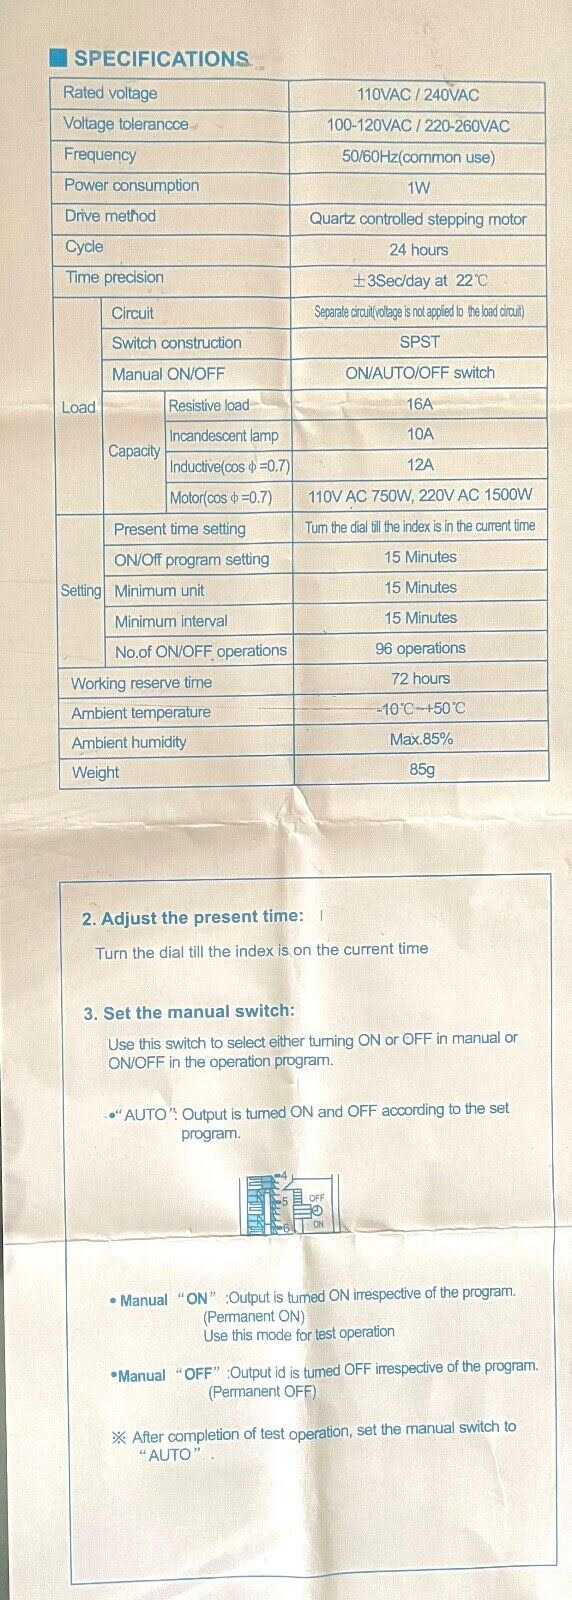 SPECIFICATIONS
Rated voltage 110VAC / 240VAC
Voltage tolerancce 100-120VAC / 220-260VAC
Frequency 50/60Hz(common use)
Power consumption 1W
Drive method Quartz controlled stepping motor
Cycle 24 hours
Time precision ±3Sec/day at 22℃
Load
Circuit Separate circuit(voltage is not applied to the load circuit)
Switch construction SPST
Manual ON/OFF ON/AUTO/OFF switch
Capacity
Resistive load 16A
Incandescent lamp 10A
Inductive(cos φ=0.7) 12A
Motor(cos φ=0.7) 110V AC 750W, 220V AC 1500W
Setting
Present time setting Turn the dial till the index is in the current time
ON/Off program setting 15 Minutes
Minimum unit 15 Minutes
Minimum interval 15 Minutes
No.of ON/OFF operations 96 operations
Working reserve time 72 hours
Ambient temperature -10℃~+50℃
Ambient humidity Max.85%
Weight 85g
2. Adjust the present time:
Turn the dial till the index is on the current time
3. Set the manual switch:
Use this switch to select either turning ON or OFF in manual or
ON/OFF in the operation program.
•“AUTO”: Output is turned ON and OFF according to the set
program.
4
5
6
OFF
ON
• Manual “ON” :Output is turned ON irrespective of the program.
(Permanent ON)
Use this mode for test operation
•Manual “OFF” :Output id is turned OFF irrespective of the program.
(Permanent OFF)
※ After completion of test operation, set the manual switch to
“AUTO” .